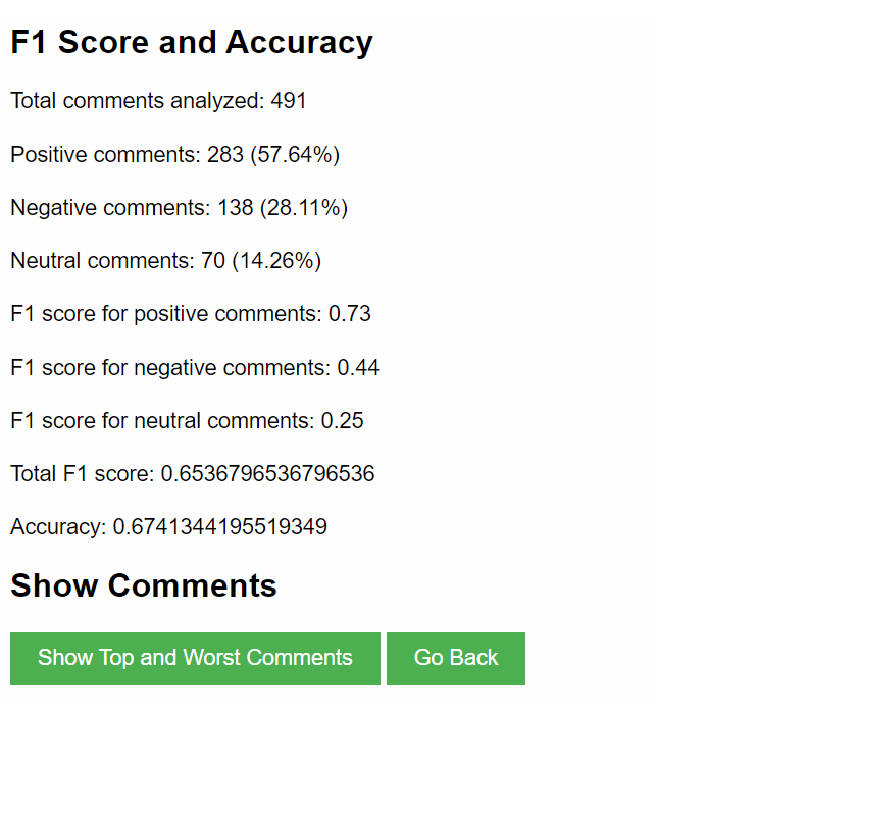 F1 Score and Accuracy
Total comments analyzed: 491
Positive comments: 283 (57.64%)
Negative comments: 138 (28.11%)
Neutral comments: 70 (14.26%)
F1 score for positive comments: 0.73
F1 score for negative comments: 0.44
F1 score for neutral comments: 0.25
Total F1 score: 0.6536796536796536
Accuracy: 0.6741344195519349
Show Comments
Show Top and Worst Comments Go Back